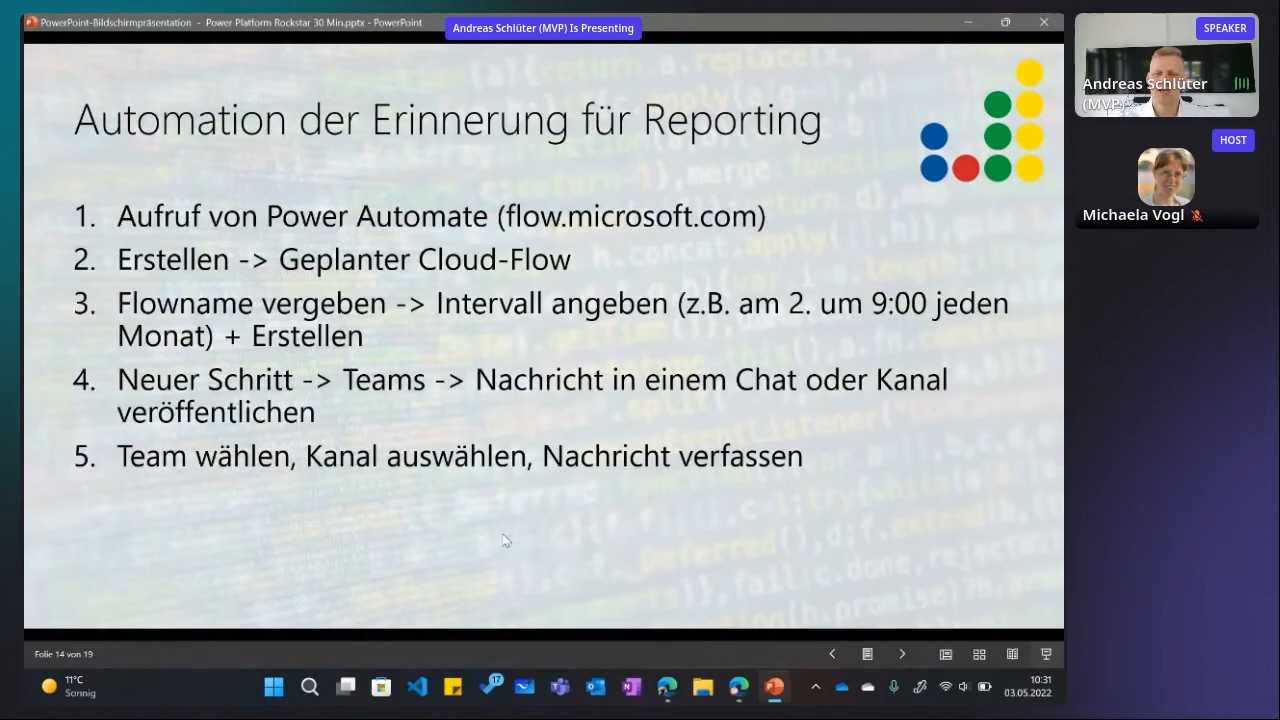 PowerPoint-Bildschirmpräsentation - Power Platform Rockstar 30 Min.pptx - PowerPoint
Andreas Schlüter (MVP) Is Presenting
SPEAKER
Andreas Schlüter
(MVP)
HOST
Michaela Vogl
Automation der Erinnerung für Reporting
1. Aufruf von Power Automate (flow.microsoft.com)
2. Erstellen -> Geplanter Cloud-Flow
3. Flowname vergeben -> Intervall angeben (z.B. am 2. um 9:00 jeden
Monat) + Erstellen
4. Neuer Schritt -> Teams -> Nachricht in einem Chat oder Kanal
veröffentlichen
5. Team wählen, Kanal auswählen, Nachricht verfassen
Folie 14 von 19
11°C
Sonnig
17
10:31
03.05.2022